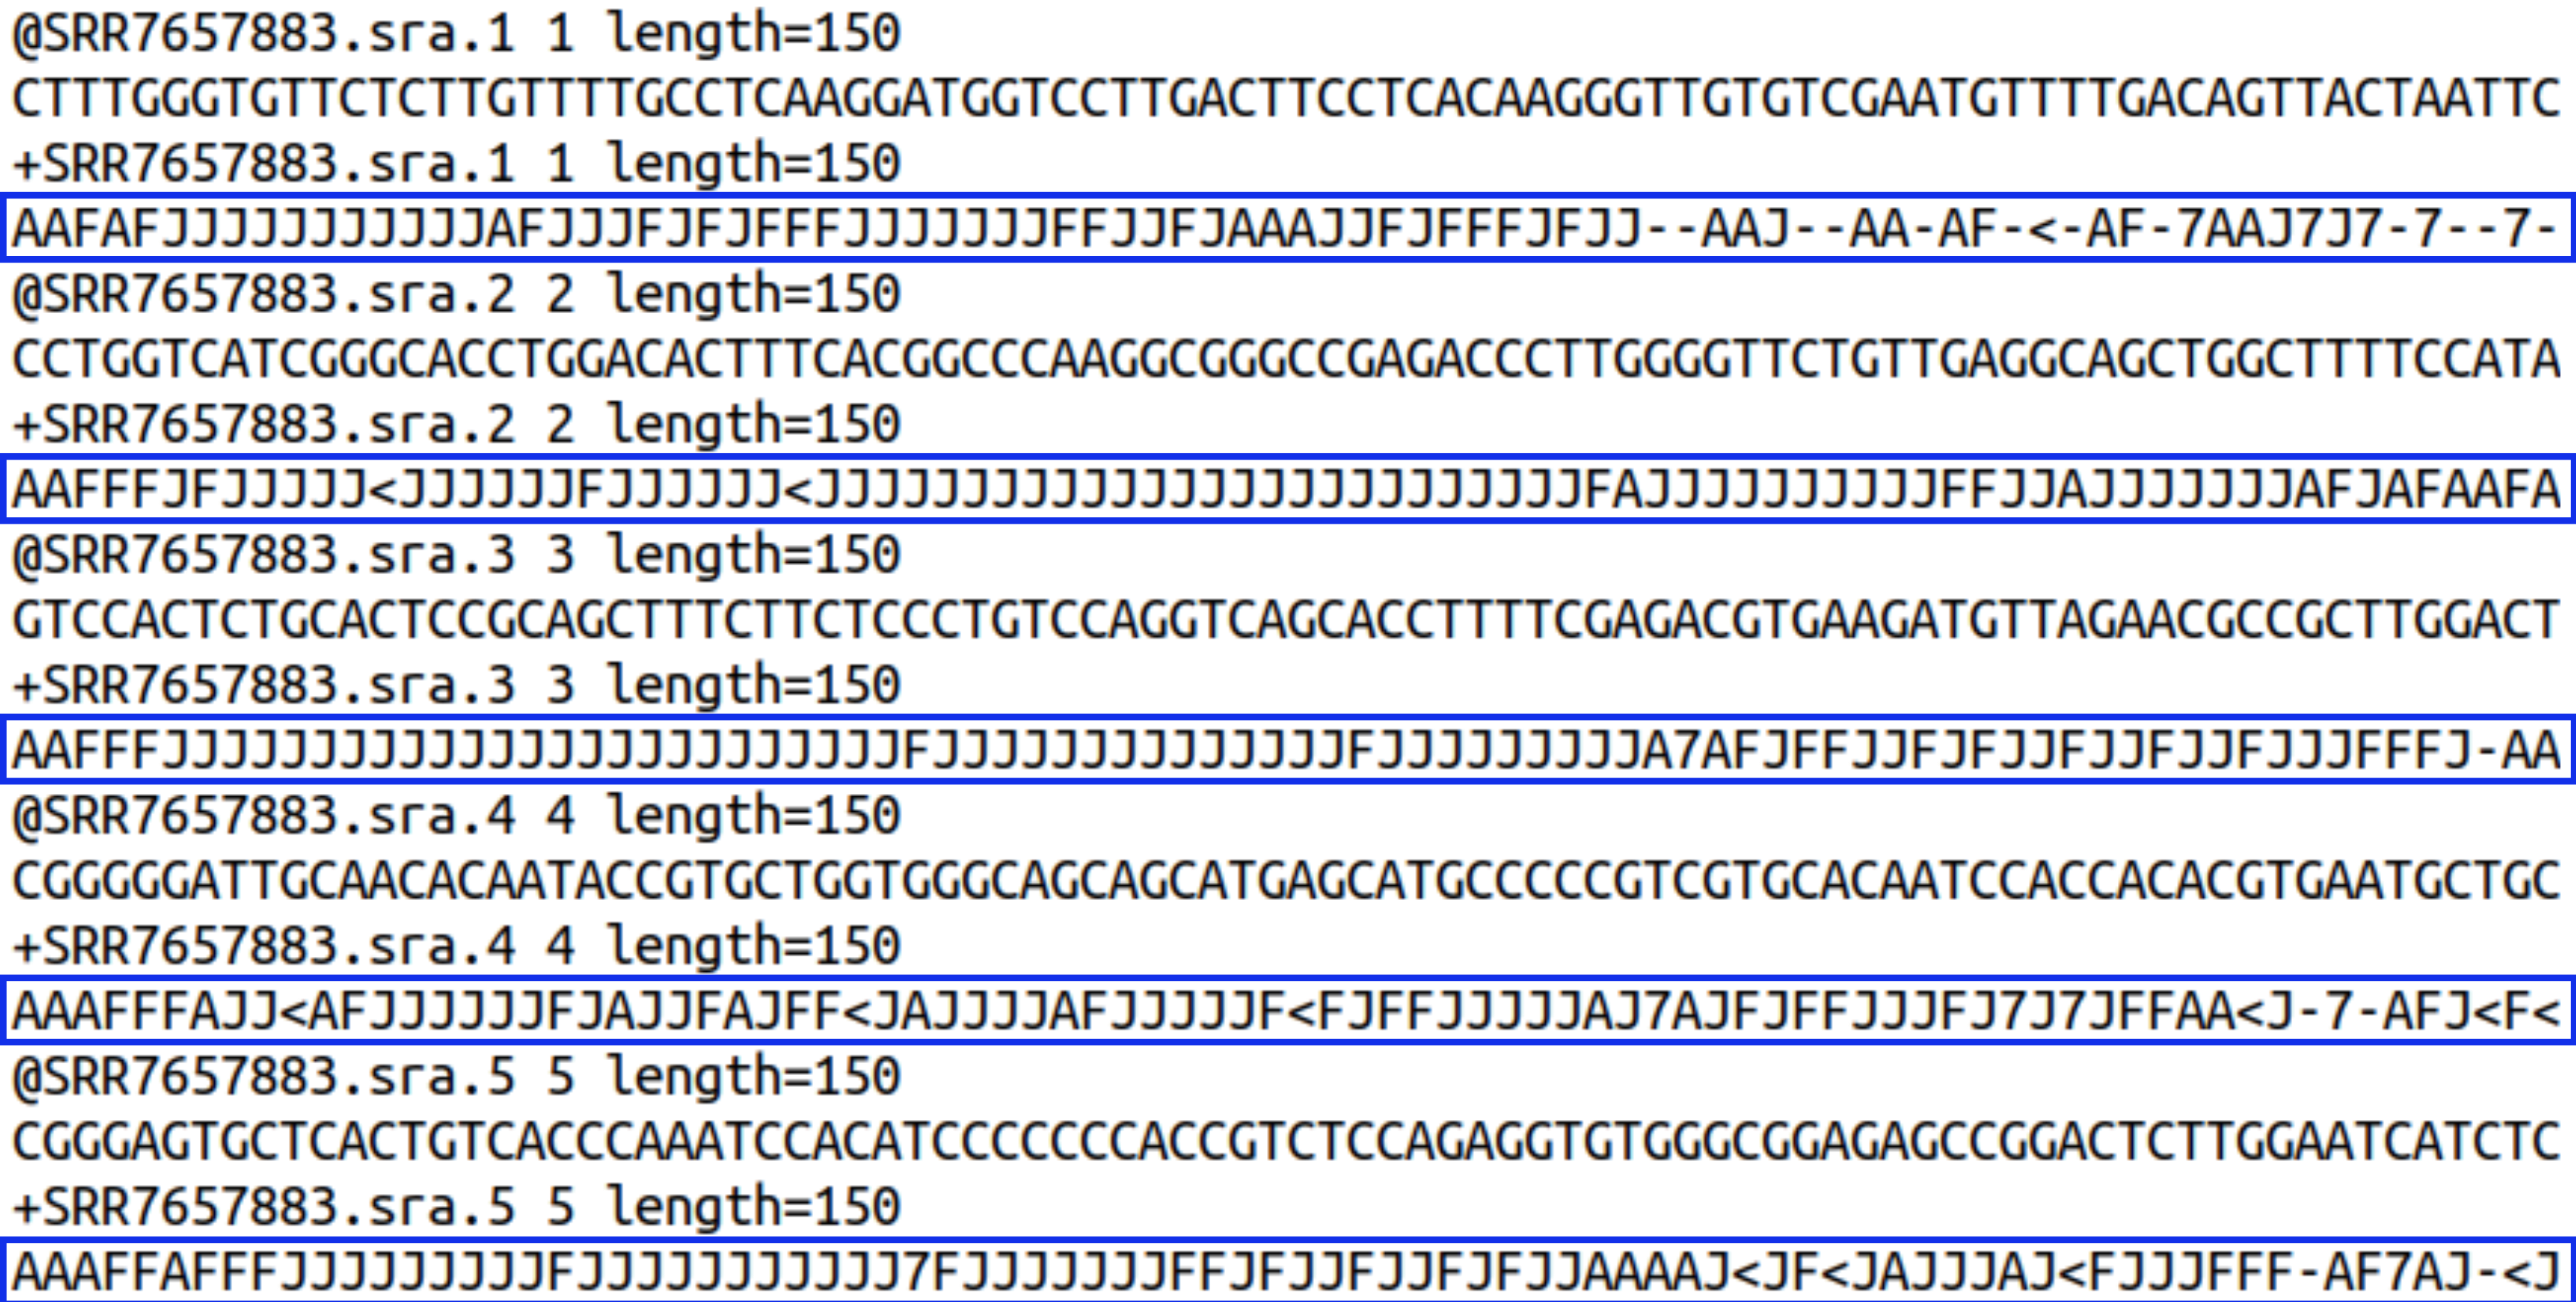 @SRR7657883.sra.1 1 length=150
CTTTGGGTGTTCTCTTGTTTTGCCTCAAGGATGGTCCTTGACTTCCTCACAAGGGTTGTGTCGAATGTTTTGACAGTTACTAATTC
+SRR7657883.sra.1 1 length=150
AAFAFJJJJJJJJJJJAFJJJFJFJFFFJJJJJJJFFJJFJAAAJJFJFFFJFJJ--AAJ--AA-AF-<-AF-7AAJ7J7-7--7-
@SRR7657883.sra.2 2 length=150
CCTGGTCATCGGGCACCTGGACACTTTCACGGCCCAAGGCGGGCCGAGACCCTTGGGGTTCTGTTGAGGCAGCTGGCTTTTCCATA
+SRR7657883.sra.2 2 length=150
AAFFFJFJJJJJ<JJJJJJFJJJJJJ<JJJJJJJJJJJJJJJJJJJJJJJJJJFAJJJJJJJJJJFFJJAJJJJJJJAFJAFAAFA
@SRR7657883.sra.3 3 length=150
GTCCACTCTGCACTCCGCAGCTTTCTTCTCCCTGTCCAGGTCAGCACCTTTTCGAGACGTGAAGATGTTAGAACGCCGCTTGGACT
+SRR7657883.sra.3 3 length=150
AAFFFJJJJJJJJJJJJJJJJJJJJJJJJJFJJJJJJJJJJJJJJFJJJJJJJJJA7AFJFFJJFJFJJFJJFJJFJJJFFFJ-AA
@SRR7657883.sra.4 4 length=150
CGGGGGATTGCAACACAATACCGTGCTGGTGGGCAGCAGCATGAGCATGCCCCCGTCGTGCACAATCCACCACACGTGAATGCTGC
+SRR7657883.sra.4 4 length=150
AAAFFFAJJ<AFJJJJJJFJAJJFAJFF<JAJJJJAFJJJJJF<FJFFJJJJJAJ7AJFJFFJJJFJ7J7JFFAA<J-7-AFJ<F<
@SRR7657883.sra.5 5 length=150
CGGGAGTGCTCACTGTCACCCAAATCCACATCCCCCCCACCGTCTCCAGAGGTGTGGGCGGAGAGCCGGACTCTTGGAATCATCTC
+SRR7657883.sra.5 5 length=150
AAAFFAFFFJJJJJJJJJFJJJJJJJJJJJ7FJJJJJJJFFJFJJFJJFJFJJAAAAJ<JF<JAJJJAJ<FJJJFFF-AF7AJ-<J